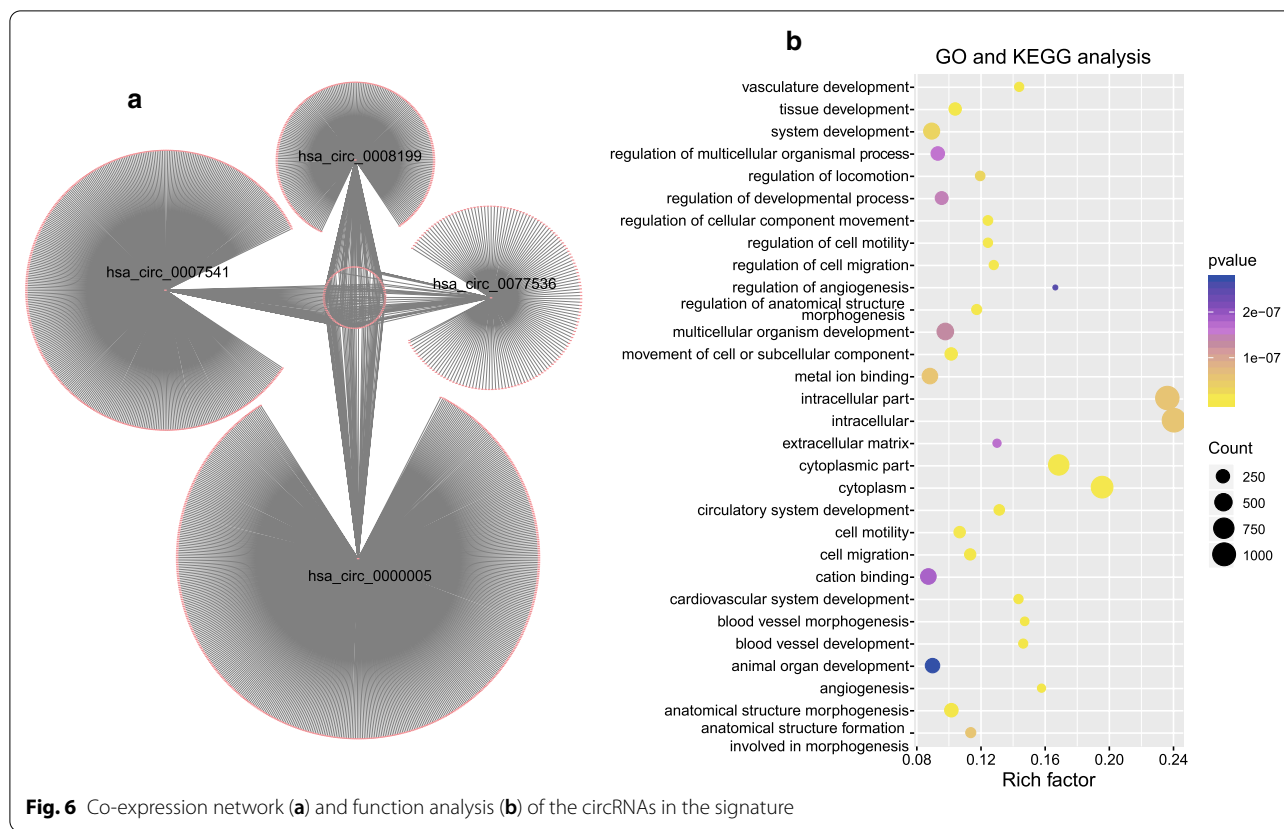 a
hsa_circ_0008199
hsa_circ_0007541
hsa_circ_0077536
hsa_circ_0000005
b
GO and KEGG analysis
vasculature development
tissue development
system development
regulation of multicellular organismal process
regulation of locomotion
regulation of developmental process
regulation of cellular component movement
regulation of cell motility
regulation of cell migration
regulation of angiogenesis
regulation of anatomical structure
morphogenesis
multicellular organism development
movement of cell or subcellular component
metal ion binding
intracellular part
intracellular
extracellular matrix
cytoplasmic part
cytoplasm
circulatory system development
cell motility
cell migration
cation binding
cardiovascular system development
blood vessel morphogenesis
blood vessel development
animal organ development
angiogenesis
anatomical structure morphogenesis
anatomical structure formation
involved in morphogenesis
0.08 0.12 0.16 0.20 0.24
Rich factor
pvalue
2e-07
1e-07
Count
250
500
750
1000
Fig. 6 Co-expression network (a) and function analysis (b) of the circRNAs in the signature